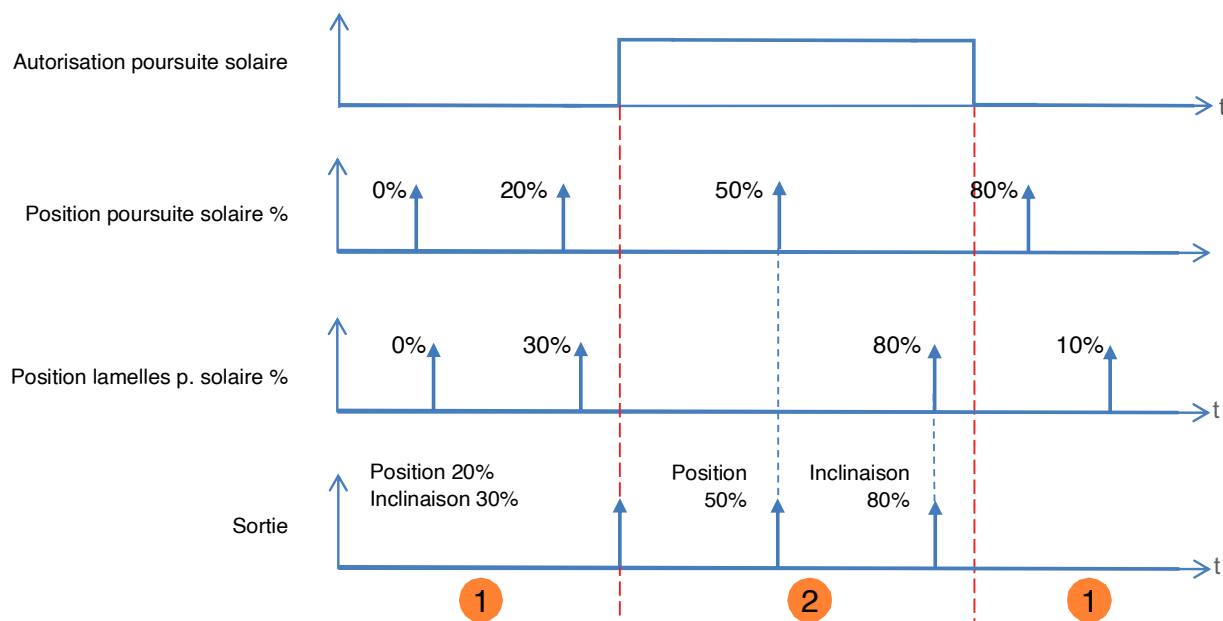 Autorisation poursuite solaire
t
0%
20%
50%
80%
Position poursuite solaire %
0%
30%
80%
10%
Position lamelles p. solaire %
t
Position 20%
Inclinaison 30%
Position
50%
Inclinaison
80%
Sortie
t
1
2
1